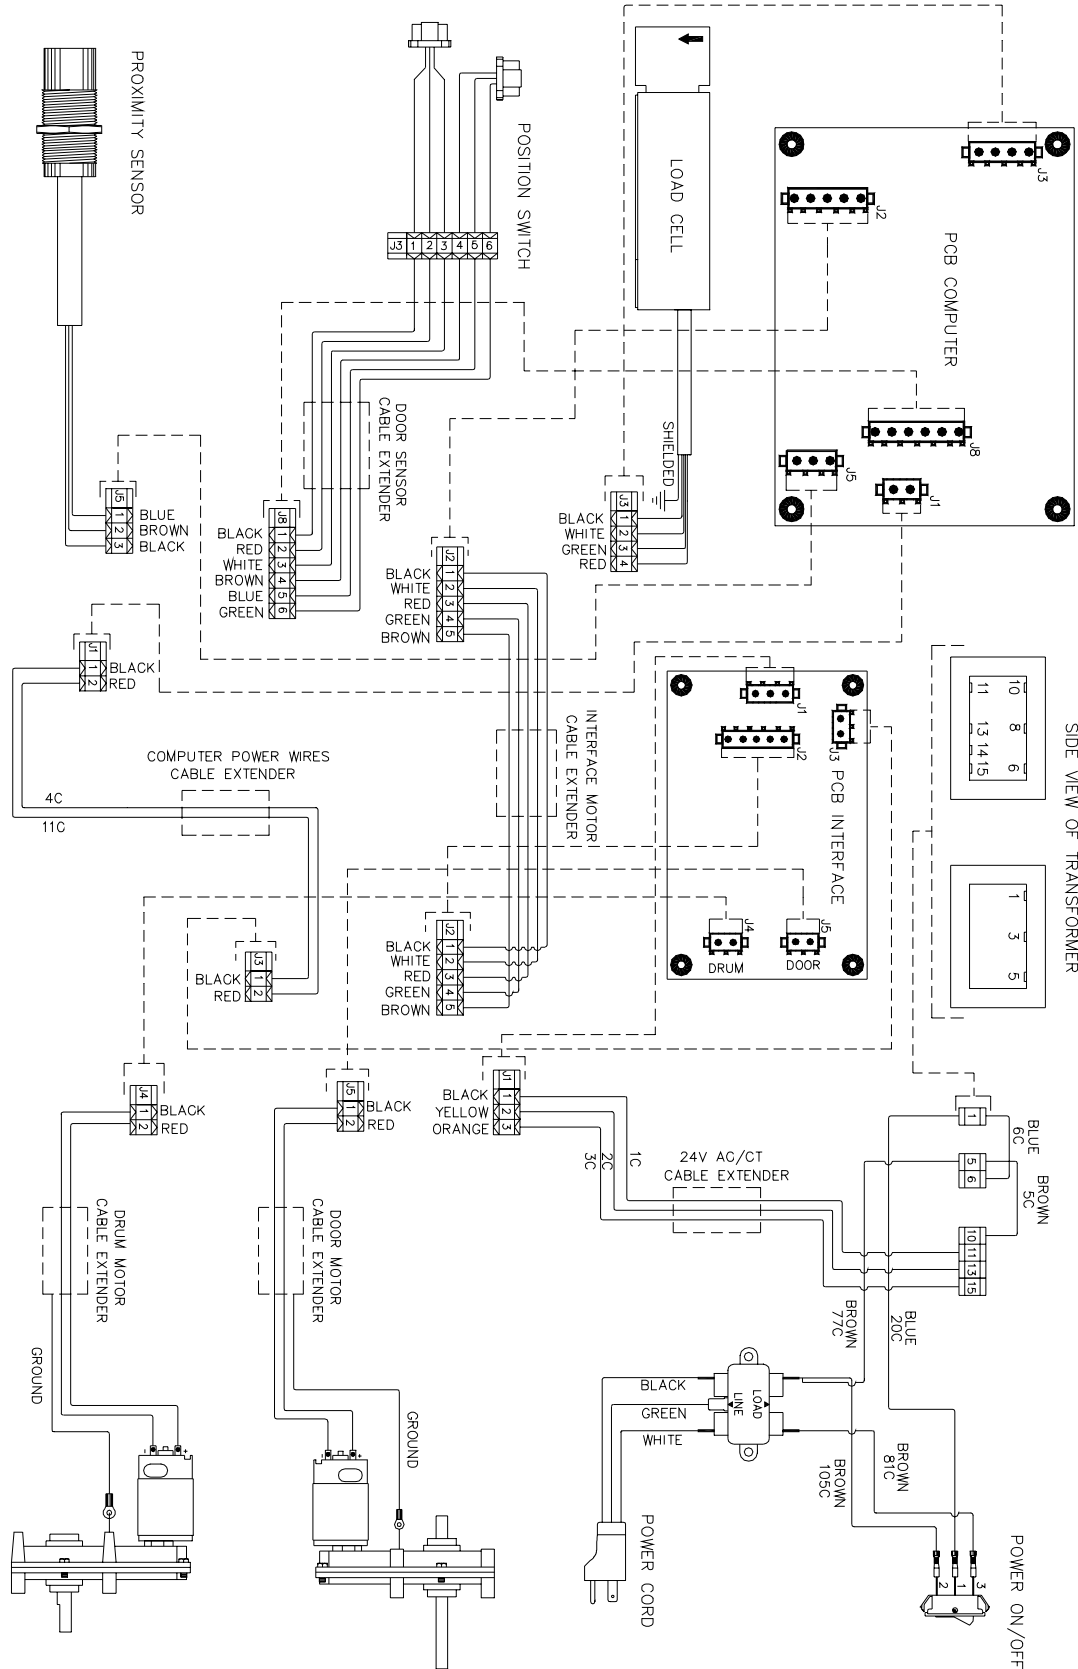 PROXIMITY SENSOR
POSITION SWITCH
LOAD CELL
SHIELDED
PCB COMPUTER
J3
J2
J8
J5
J1
J3 1 2 3 4 5 6
DOOR SENSOR
CABLE EXTENDER
J5
1 BLUE
2 BROWN
3 BLACK
J8
BLACK 1
RED 2
WHITE 3
BROWN 4
BLUE 5
GREEN 6
J2
BLACK 1
WHITE 2
RED 3
GREEN 4
BROWN 5
J3
BLACK 1
WHITE 2
GREEN 3
RED 4
J1
1 BLACK
2 RED
COMPUTER POWER WIRES
CABLE EXTENDER
4C
11C
INTERFACE MOTOR
CABLE EXTENDER
J1
J2
J3
PCB INTERFACE
J4
DRUM
J5
DOOR
SIDE VIEW OF TRANSFORMER
10 8 6
11 13 14 15
1 3 5
J3
BLACK 1
RED 2
J2
BLACK 1
WHITE 2
RED 3
GREEN 4
BROWN 5
J4
1 BLACK
2 RED
J5
1 BLACK
2 RED
J1
BLACK 1
YELLOW 2
ORANGE 3
1C
2C
3C
24V AC/CT
CABLE EXTENDER
1
5
6
10
11
13
15
BLUE
6C
BROWN
5C
BLUE
20C
BROWN
77C
DRUM MOTOR
CABLE EXTENDER
DOOR MOTOR
CABLE EXTENDER
GROUND
GROUND
- +
- +
BLACK
GREEN
WHITE
LINE
LOAD
BROWN
81C
BROWN
105C
POWER CORD
2 1 3
POWER ON/OFF